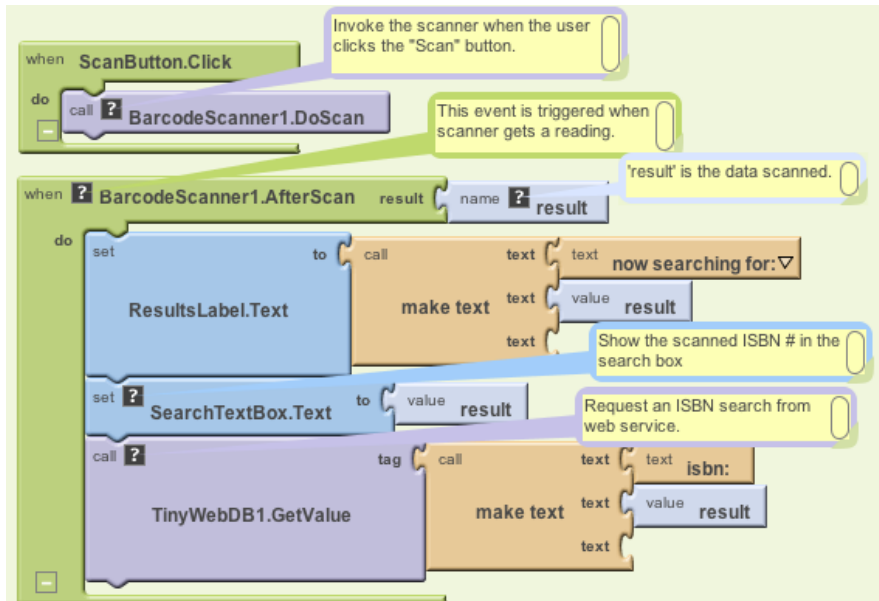 Invoke the scanner when the user
clicks the "Scan" button.
when ScanButton.Click
do
call ? BarcodeScanner1.DoScan
This event is triggered when
scanner gets a reading.
'result' is the data scanned.
when ? BarcodeScanner1.AfterScan result name ? result
do
set ResultsLabel.Text to call make text
text text now searching for:
text value result
text
Show the scanned ISBN # in the
search box
set ? SearchTextBox.Text to value result
Request an ISBN search from
web service.
call ? TinyWebDB1.GetValue tag call make text
text text isbn:
text value result
text